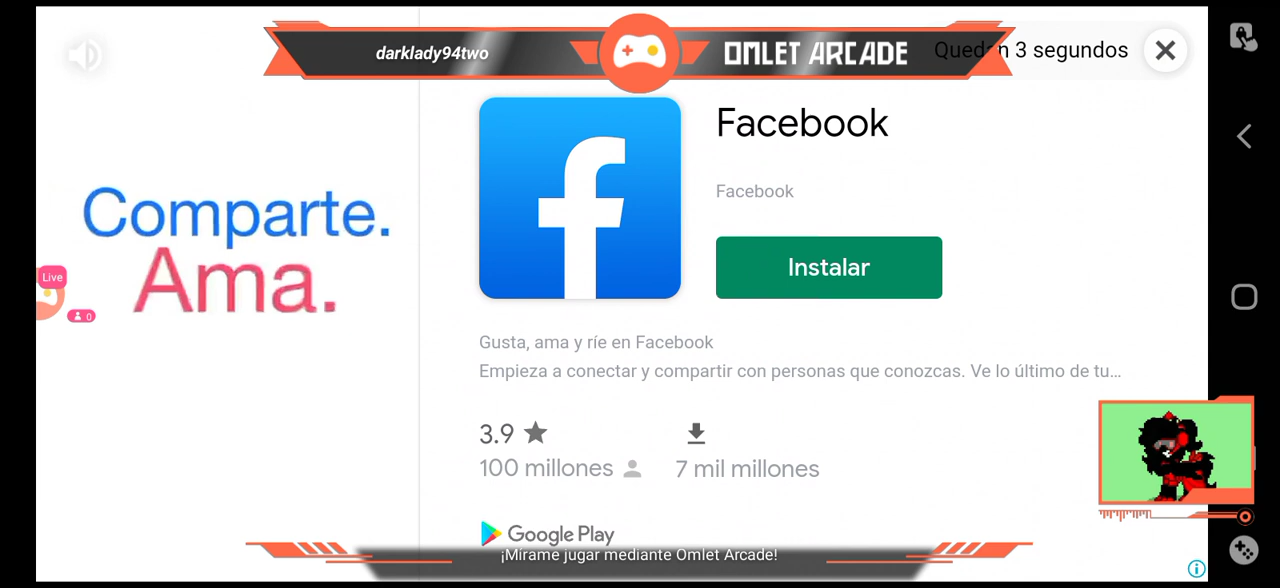 darklady94two
OMLET ARCADE
Quedan 3 segundos
Facebook
Facebook
Instalar
Comparte.
Ama.
Live
0
Gusta, ama y ríe en Facebook
Empieza a conectar y compartir con personas que conozcas. Ve lo último de tu...
3.9
100 millones
7 mil millones
Google Play
¡Mirame jugar mediante Omlet Arcade!